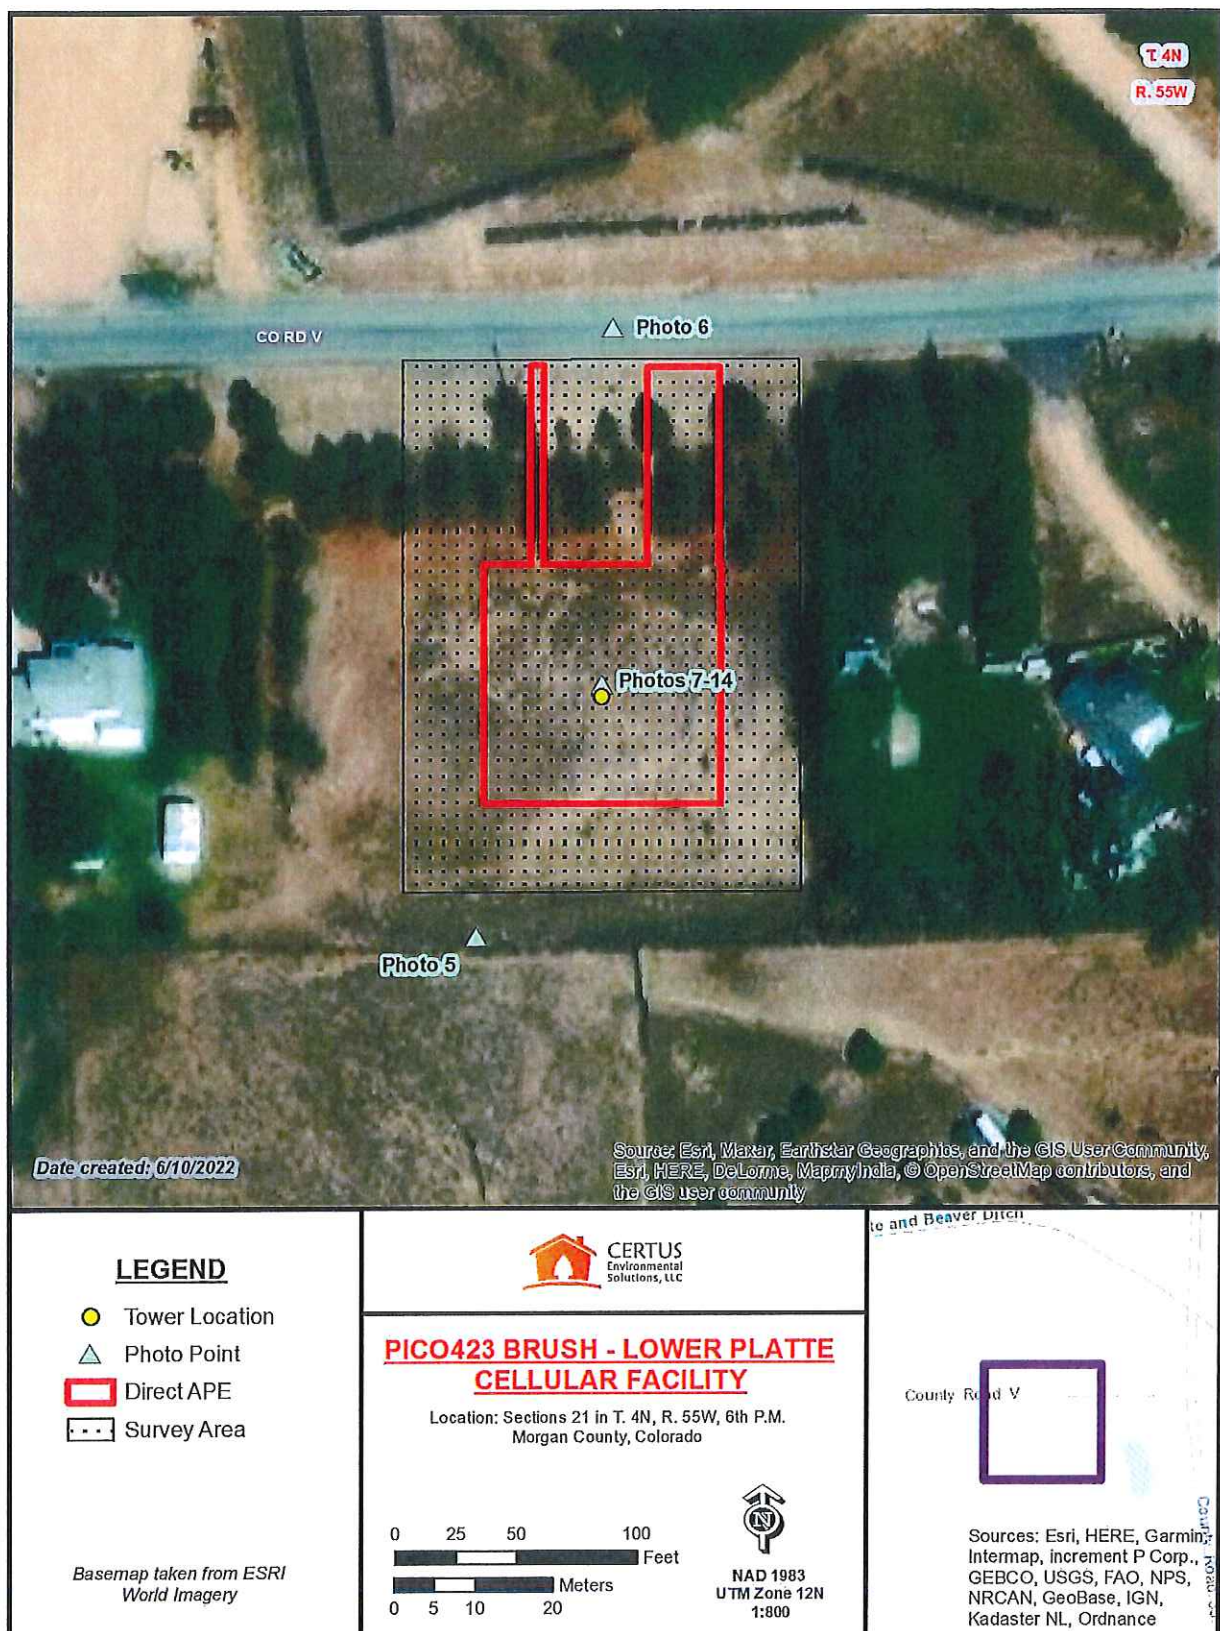 T. 4N
R. 55W
CO RD V
Photo 6
Photos 7-14
Photo 5
Date created: 6/10/2022
Source: Esri, Maxar, Earthstar Geographics, and the GIS User Community,
Esri, HERE, DeLorme, MapmyIndia, © OpenStreetMap contributors, and
the GIS user community
LEGEND
Tower Location
Photo Point
Direct APE
Survey Area
Basemap taken from ESRI
World Imagery
CERTUS
Environmental
Solutions, LLC
PICO423 BRUSH - LOWER PLATTE
CELLULAR FACILITY
Location: Sections 21 in T. 4N, R. 55W, 6th P.M.
Morgan County, Colorado
0 25 50 100
Feet
Meters
0 5 10 20
N
NAD 1983
UTM Zone 12N
1:800
te and Beaver Ditch
County Road V
County Road
Sources: Esri, HERE, Garmin,
Intermap, increment P Corp.,
GEBCO, USGS, FAO, NPS,
NRCAN, GeoBase, IGN,
Kadaster NL, Ordnance